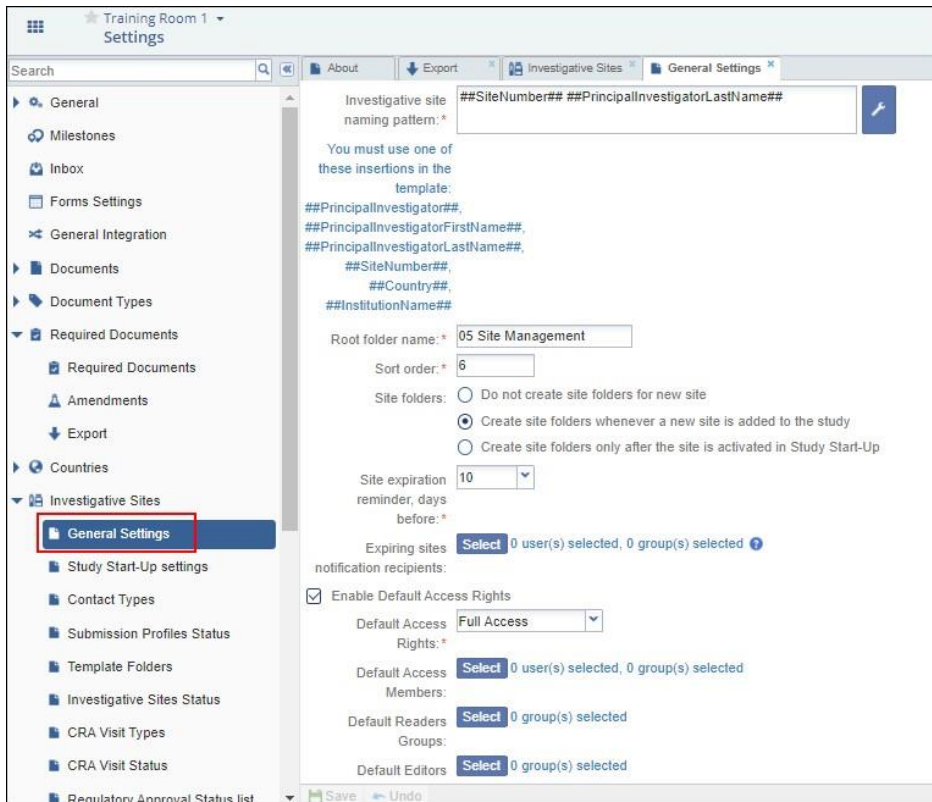 Training Room 1
Settings
Search
General
Milestones
Inbox
Forms Settings
General Integration
Documents
Document Types
Required Documents
Required Documents
Amendments
Export
Countries
Investigative Sites
General Settings
Study Start-Up settings
Contact Types
Submission Profiles Status
Template Folders
Investigative Sites Status
CRA Visit Types
CRA Visit Status
Regulatory Approval Status list
About
Export
Investigative Sites
General Settings
Investigative site
naming pattern:*
##SiteNumber## ##PrincipalInvestigatorLastName##
You must use one of
these insertions in the
template:
##PrincipalInvestigator##,
##PrincipalInvestigatorFirstName##,
##PrincipalInvestigatorLastName##,
##SiteNumber##,
##Country##,
##InstitutionName##
Root folder name:* 05 Site Management
Sort order:* 6
Site folders: Do not create site folders for new site
Create site folders whenever a new site is added to the study
Create site folders only after the site is activated in Study Start-Up
Site expiration
reminder, days
before:*
10
Expiring sites
notification recipients:
Select 0 user(s) selected, 0 group(s) selected ?
Enable Default Access Rights
Default Access
Rights:*
Full Access
Default Access
Members:
Select 0 user(s) selected, 0 group(s) selected
Default Readers
Groups:
Select 0 group(s) selected
Default Editors
Select 0 group(s) selected
Save Undo